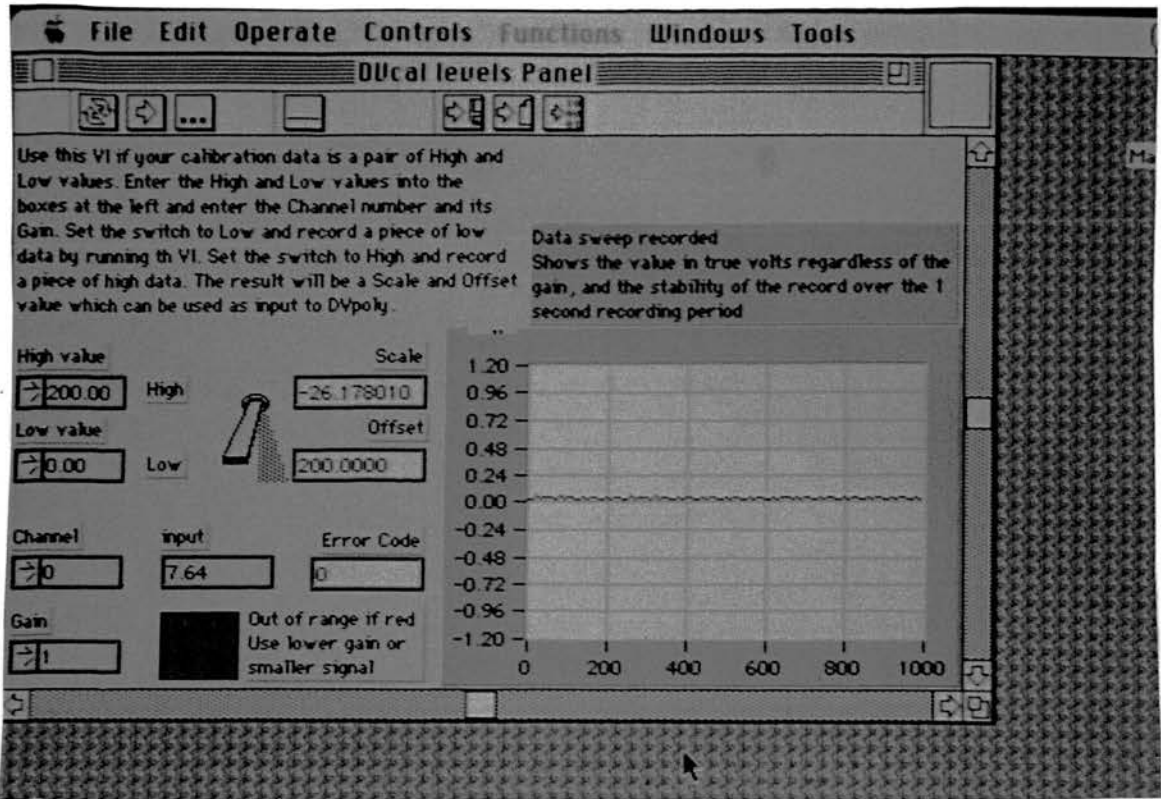 File Edit Operate Controls Functions Windows Tools
DVcal levels Panel
Use this VI if your calibration data is a pair of High and
Low values. Enter the High and Low values into the
boxes at the left and enter the Channel number and its
Gain. Set the switch to Low and record a piece of low
data by running th VI. Set the switch to High and record
a piece of high data. The result will be a Scale and Offset
value which can be used as input to DVpoly.
Data sweep recorded
Shows the value in true volts regardless of the
gain, and the stability of the record over the 1
second recording period
Ma
High value
200.00
High
Scale
-26.178010
Low value
0.00
Low
Offset
200.0000
Channel
0
input
7.64
Error Code
0
Gain
1
Out of range if red
Use lower gain or
smaller signal
1.20
0.96
0.72
0.48
0.24
0.00
-0.24
-0.48
-0.72
-0.96
-1.20
0 200 400 600 800 1000